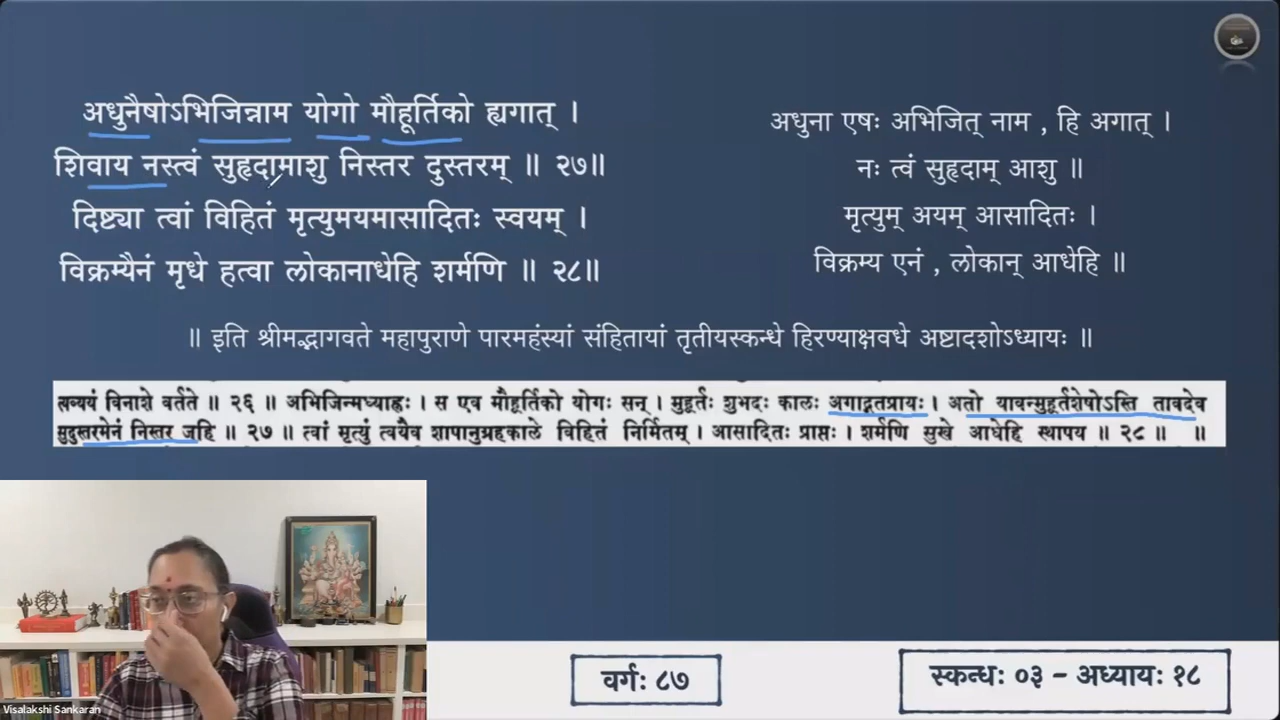 अधुनैषोऽभिजिन्नाम योगो मौहूर्तिको ह्यगात् ।
शिवाय नस्त्वं सुहृदामाशु निस्तर दुस्तरम् ॥ २७॥
दिष्ट्या त्वां विहितं मृत्युमयमासादितः स्वयम् ।
विक्रम्यैनं मृधे हत्वा लोकानाधेहि शर्मणि ॥ २८॥
अधुना एषः अभिजित् नाम , हि अगात् ।
नः त्वं सुहृदाम् आशु ॥
मृत्युम् अयम् आसादितः ।
विक्रम्य एनं , लोकान् आधेहि ॥
॥ इति श्रीमद्भागवते महापुराणे पारमहंस्यां संहितायां तृतीयस्कन्धे हिरण्याक्षवधे अष्टादशोऽध्यायः ॥
त्यव्ययं विनाशे वर्तते ॥ २६ ॥ अभिजिन्मध्याह्नः । स एव मौहूर्तिको योगः सन् । मुहूर्तः शुभदः कालः अगाद्गतप्रायः । अतो यावन्मुहूर्तशेषोऽस्ति तावदेव
सुदुस्तरमेनं निस्तर जहि ॥ २७ ॥ त्वां मृत्युं त्वयैव शापानुग्रहकाले विहितं निर्मितम् । आसादितः प्राप्तः । शर्मणि सुखे आधेहि स्थापय ॥ २८ ॥ ॥
Visalakshi Sankaran
वर्गः ८७
स्कन्धः ०३ - अध्यायः १८